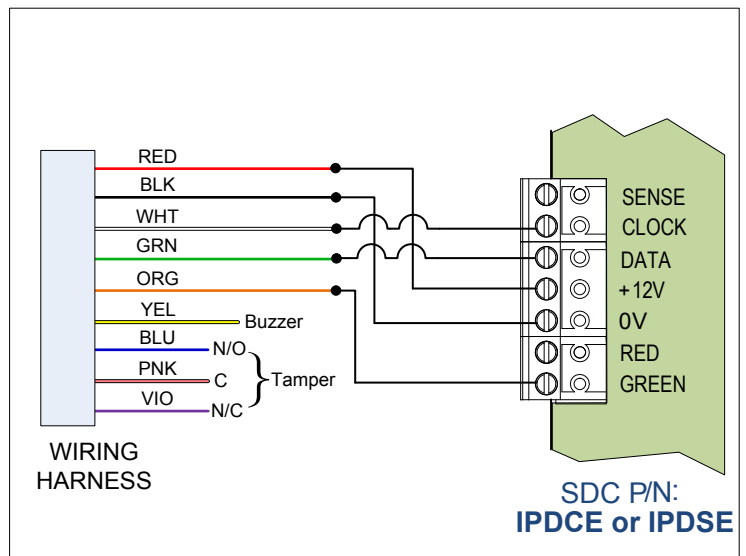 RED
BLK
WHT
GRN
ORG
YEL
Buzzer
BLU
N/O
PNK
C
Tamper
VIO
N/C
WIRING
HARNESS
SENSE
CLOCK
DATA
+12V
0V
RED
GREEN
SDC P/N:
IPDCE or IPDSE